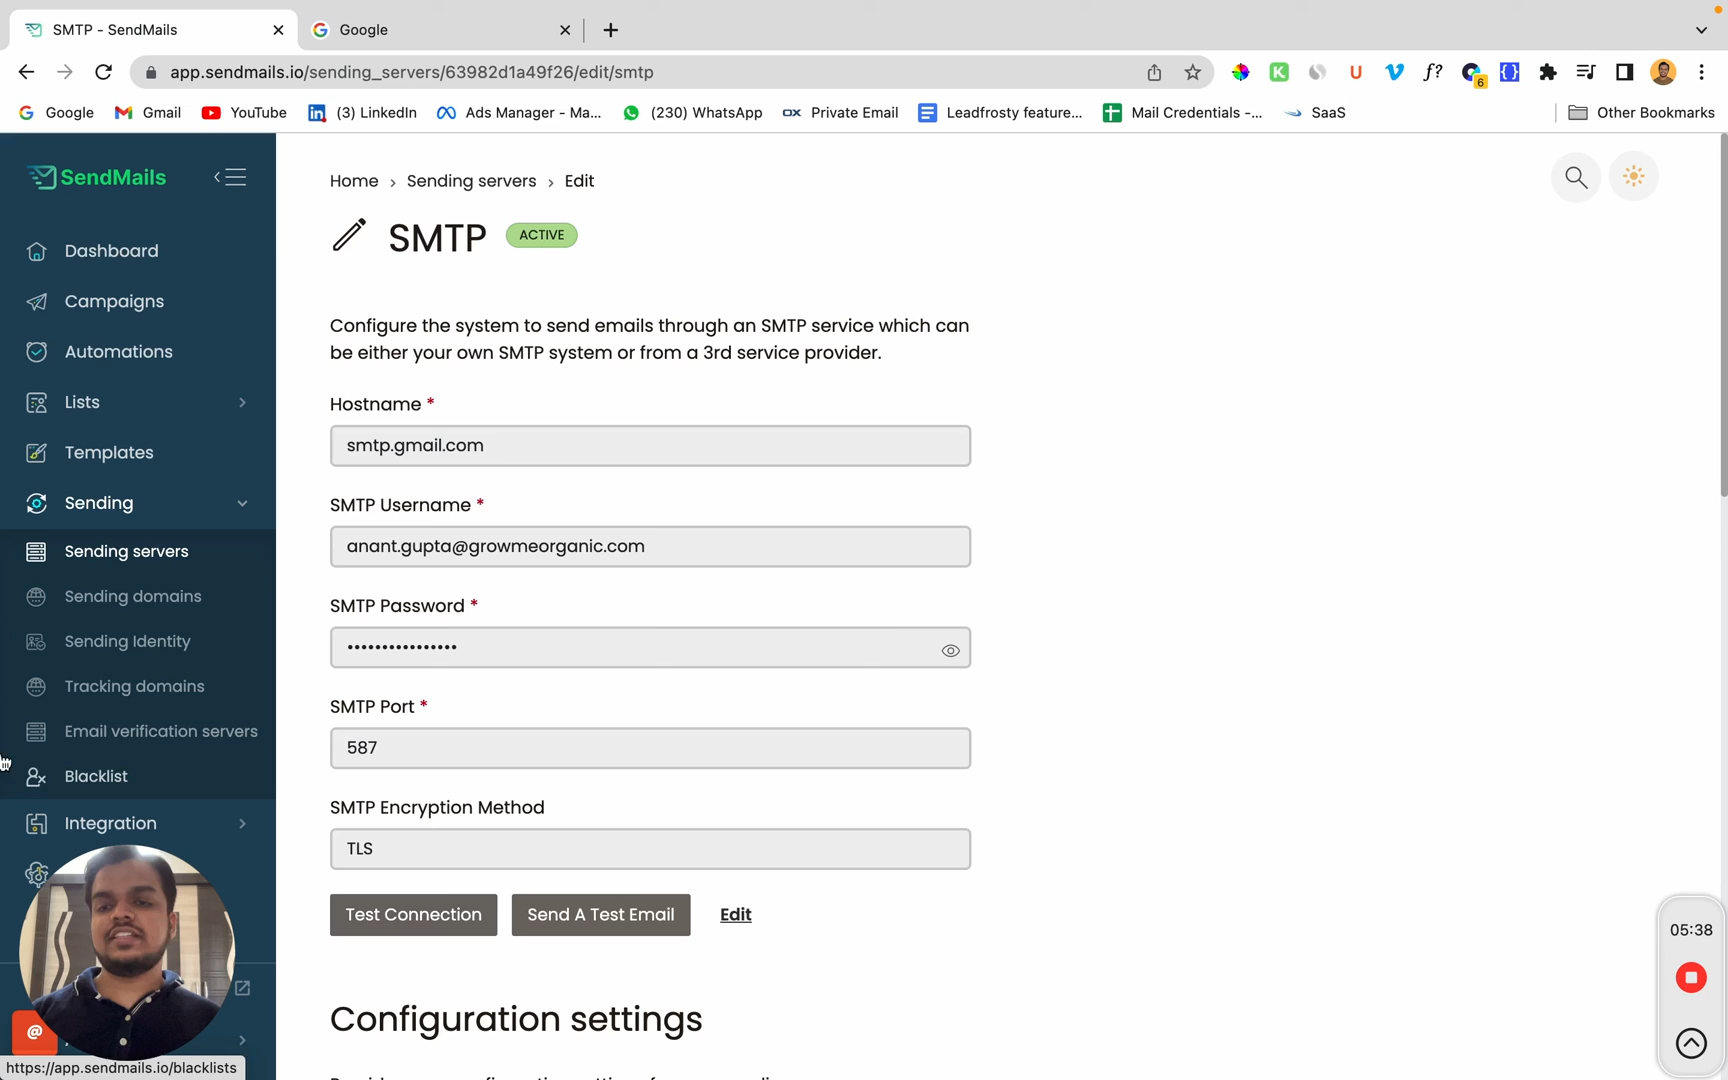 SMTP - SendMails
Google
app.sendmails.io/sending_servers/63982d1a49f26/edit/smtp
f?
6
Google
Gmail
YouTube
(3) LinkedIn
Ads Manager - Ma...
(230) WhatsApp
OX Private Email
Leadfrosty feature...
Mail Credentials -...
SaaS
Other Bookmarks
SendMails
Dashboard
Campaigns
Automations
Lists
Templates
Sending
Sending servers
Sending domains
Sending Identity
Tracking domains
Email verification servers
Blacklist
Integration
@
https://app.sendmails.io/blacklists
Home > Sending servers > Edit
SMTP ACTIVE
Configure the system to send emails through an SMTP service which can
be either your own SMTP system or from a 3rd service provider.
Hostname *
smtp.gmail.com
SMTP Username *
anant.gupta@growmeorganic.com
SMTP Password *
••••••••••••••••
SMTP Port *
587
SMTP Encryption Method
TLS
Test Connection
Send A Test Email
Edit
Configuration settings
05:38